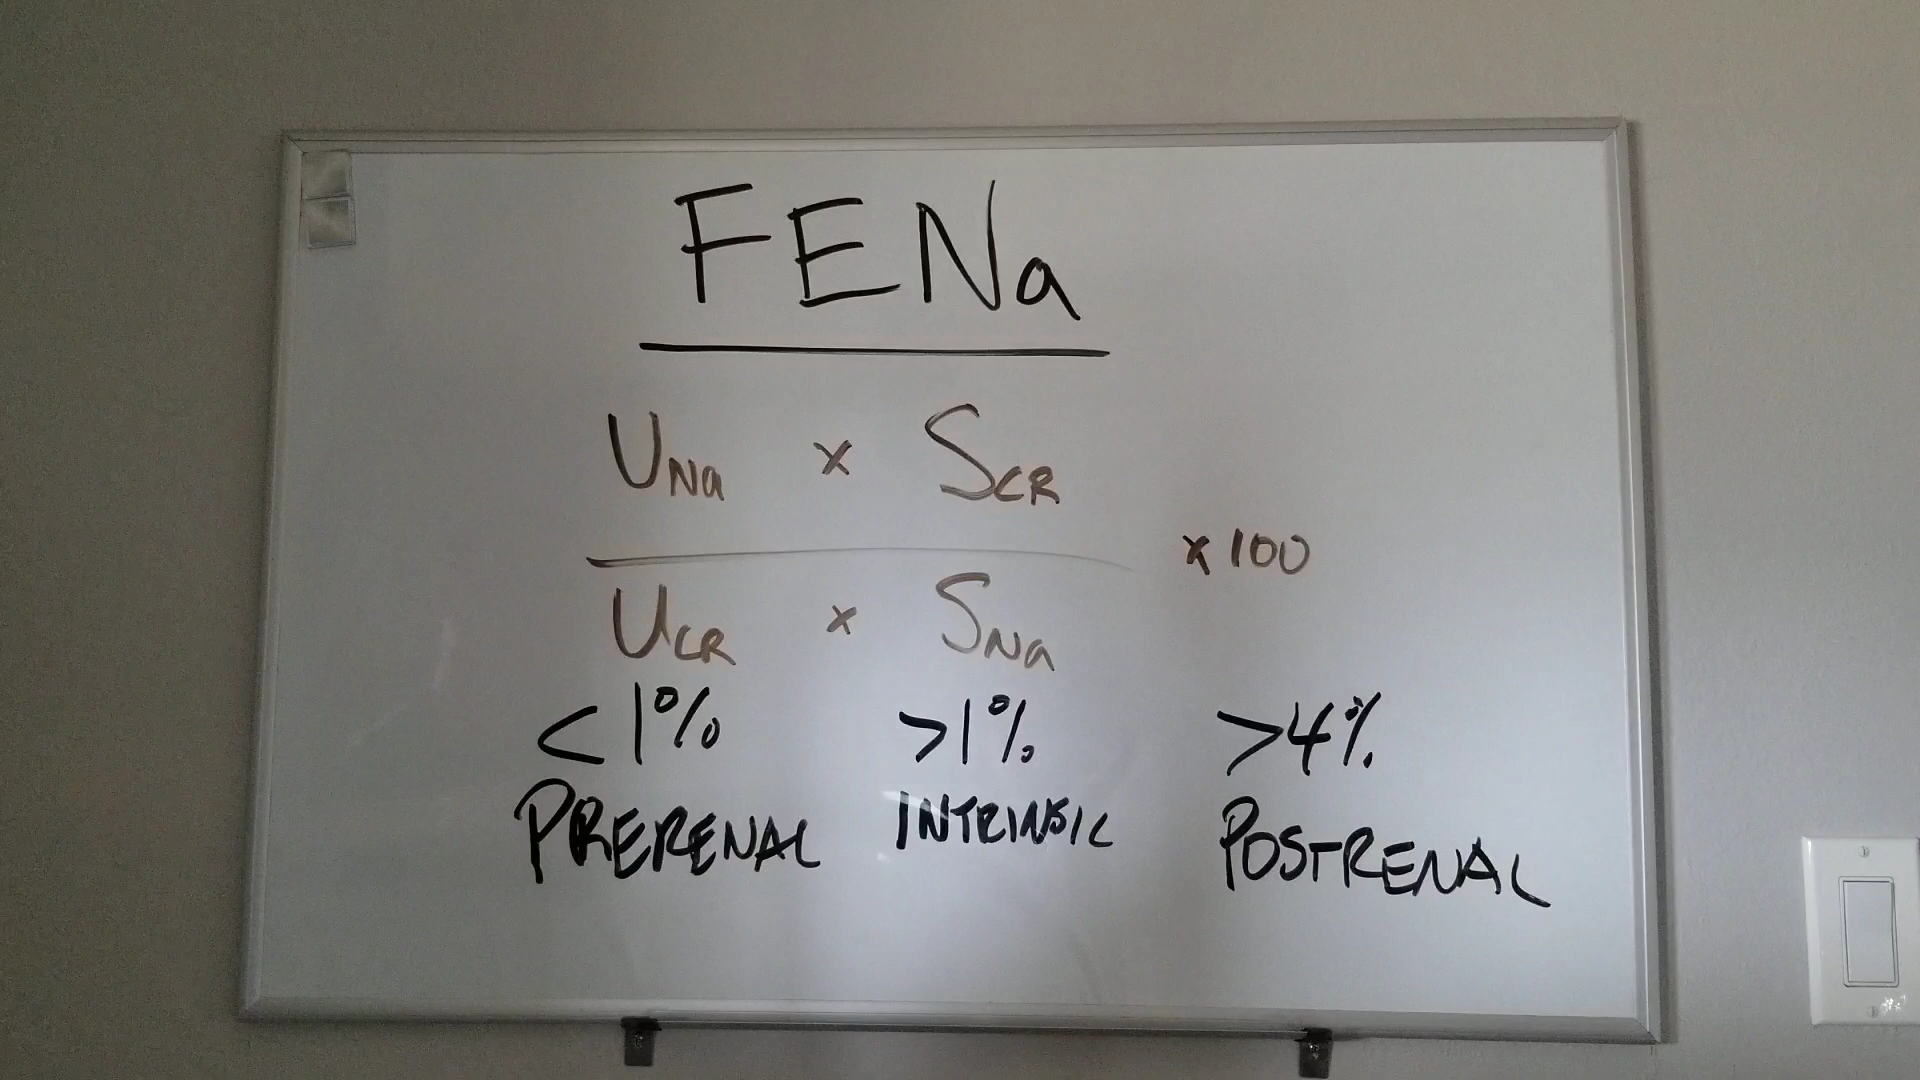 FENa
UNa x SCR
x 100
UCR x SNa
<1% >1% >4%
PRERENAL INTRINSIC POSTRENAL